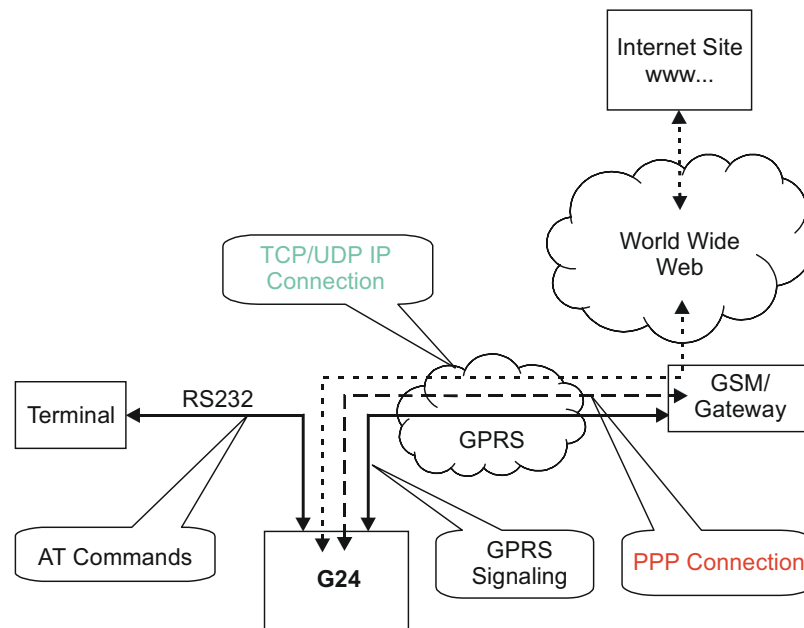 Internet Site
www...
World Wide
Web
TCP/UDP IP
Connection
RS232
Terminal
GSM/
Gateway
GPRS
AT Commands
G24
GPRS
Signaling
PPP Connection